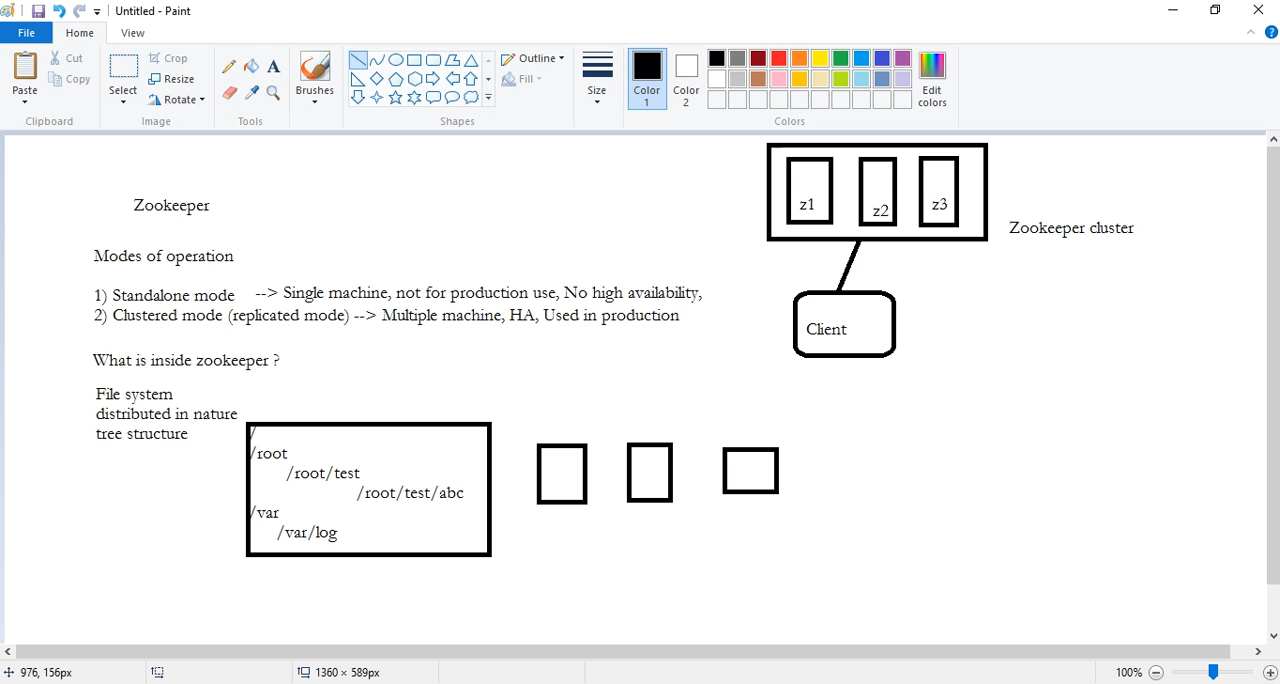 Untitled - Paint
File
Home
View
Paste
Cut
Copy
Clipboard
Select
Crop
Resize
Rotate
Image
A
Tools
Brushes
Outline
Fill
Shapes
Size
Color 1
Color 2
Edit colors
Colors
Zookeeper
Modes of operation
1) Standalone mode --> Single machine, not for production use, No high availability,
2) Clustered mode (replicated mode) --> Multiple machine, HA, Used in production
What is inside zookeeper ?
File system
distributed in nature
tree structure
/
/root
/root/test
/root/test/abc
/var
/var/log
z1 z2 z3
Zookeeper cluster
Client
976, 156px
1360 × 589px
100%